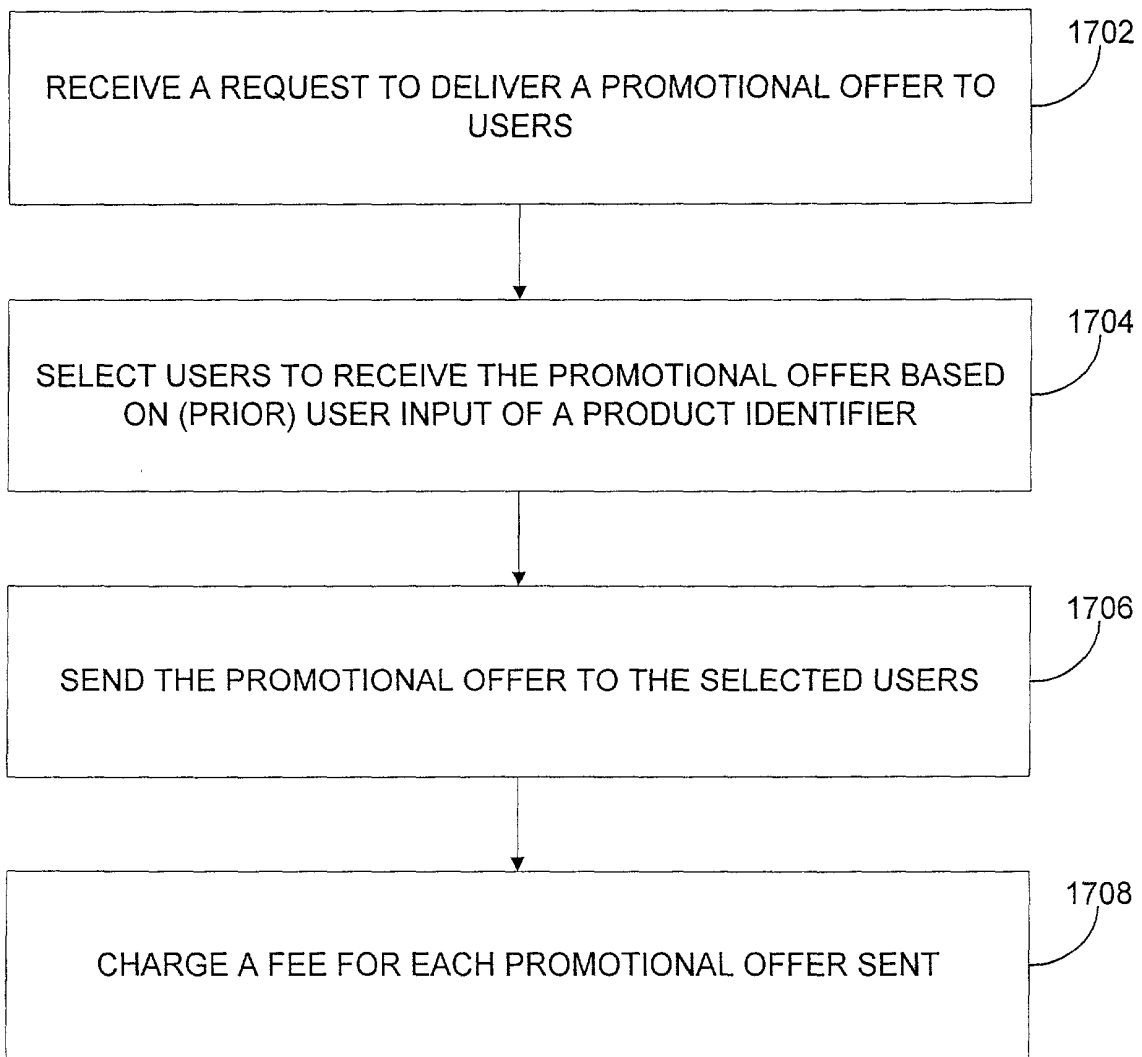 1702
RECEIVE A REQUEST TO DELIVER A PROMOTIONAL OFFER TO
USERS
1704
SELECT USERS TO RECEIVE THE PROMOTIONAL OFFER BASED
ON (PRIOR) USER INPUT OF A PRODUCT IDENTIFIER
1706
SEND THE PROMOTIONAL OFFER TO THE SELECTED USERS
1708
CHARGE A FEE FOR EACH PROMOTIONAL OFFER SENT